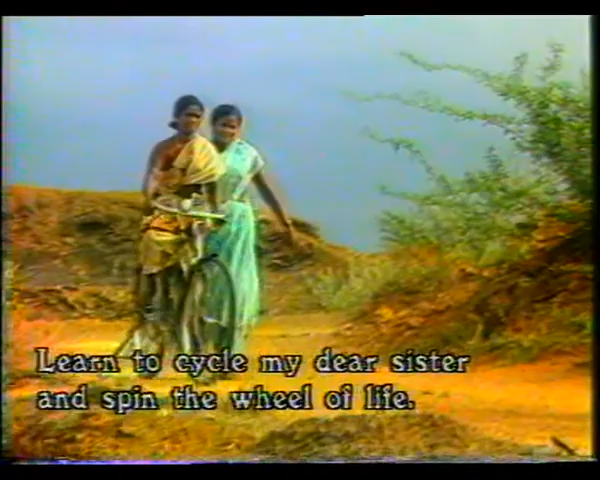 Learn to cycle my dear sister
and spin the wheel of life.